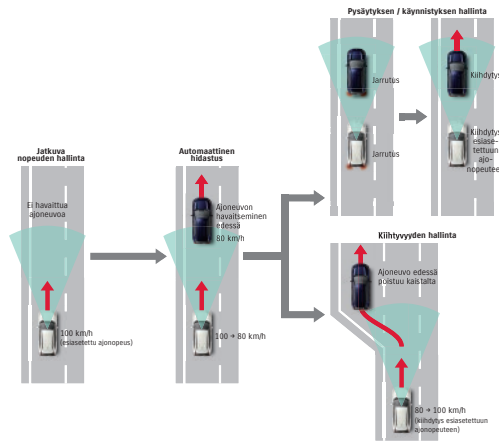 Pysäytyksen / käynnistyksen hallinta
Jarrutus
Jarrutus
Kiihdytys
Kiihdytys
esiase-
tettuun
ajo-
nopeuteen
Jatkuva
nopeuden hallinta
Ei havaittua
ajoneuvoa
100 km/h
(esiasetettu ajonopeus)
Automaattinen
hidastus
Ajoneuvon
havaitseminen
edessä
80 km/h
100 → 80 km/h
Kiihtyvyyden hallinta
Ajoneuvo edessä
poistuu kaistalta
80 → 100 km/h
(kiihdytys esiasetettuun
ajonopeuteen)